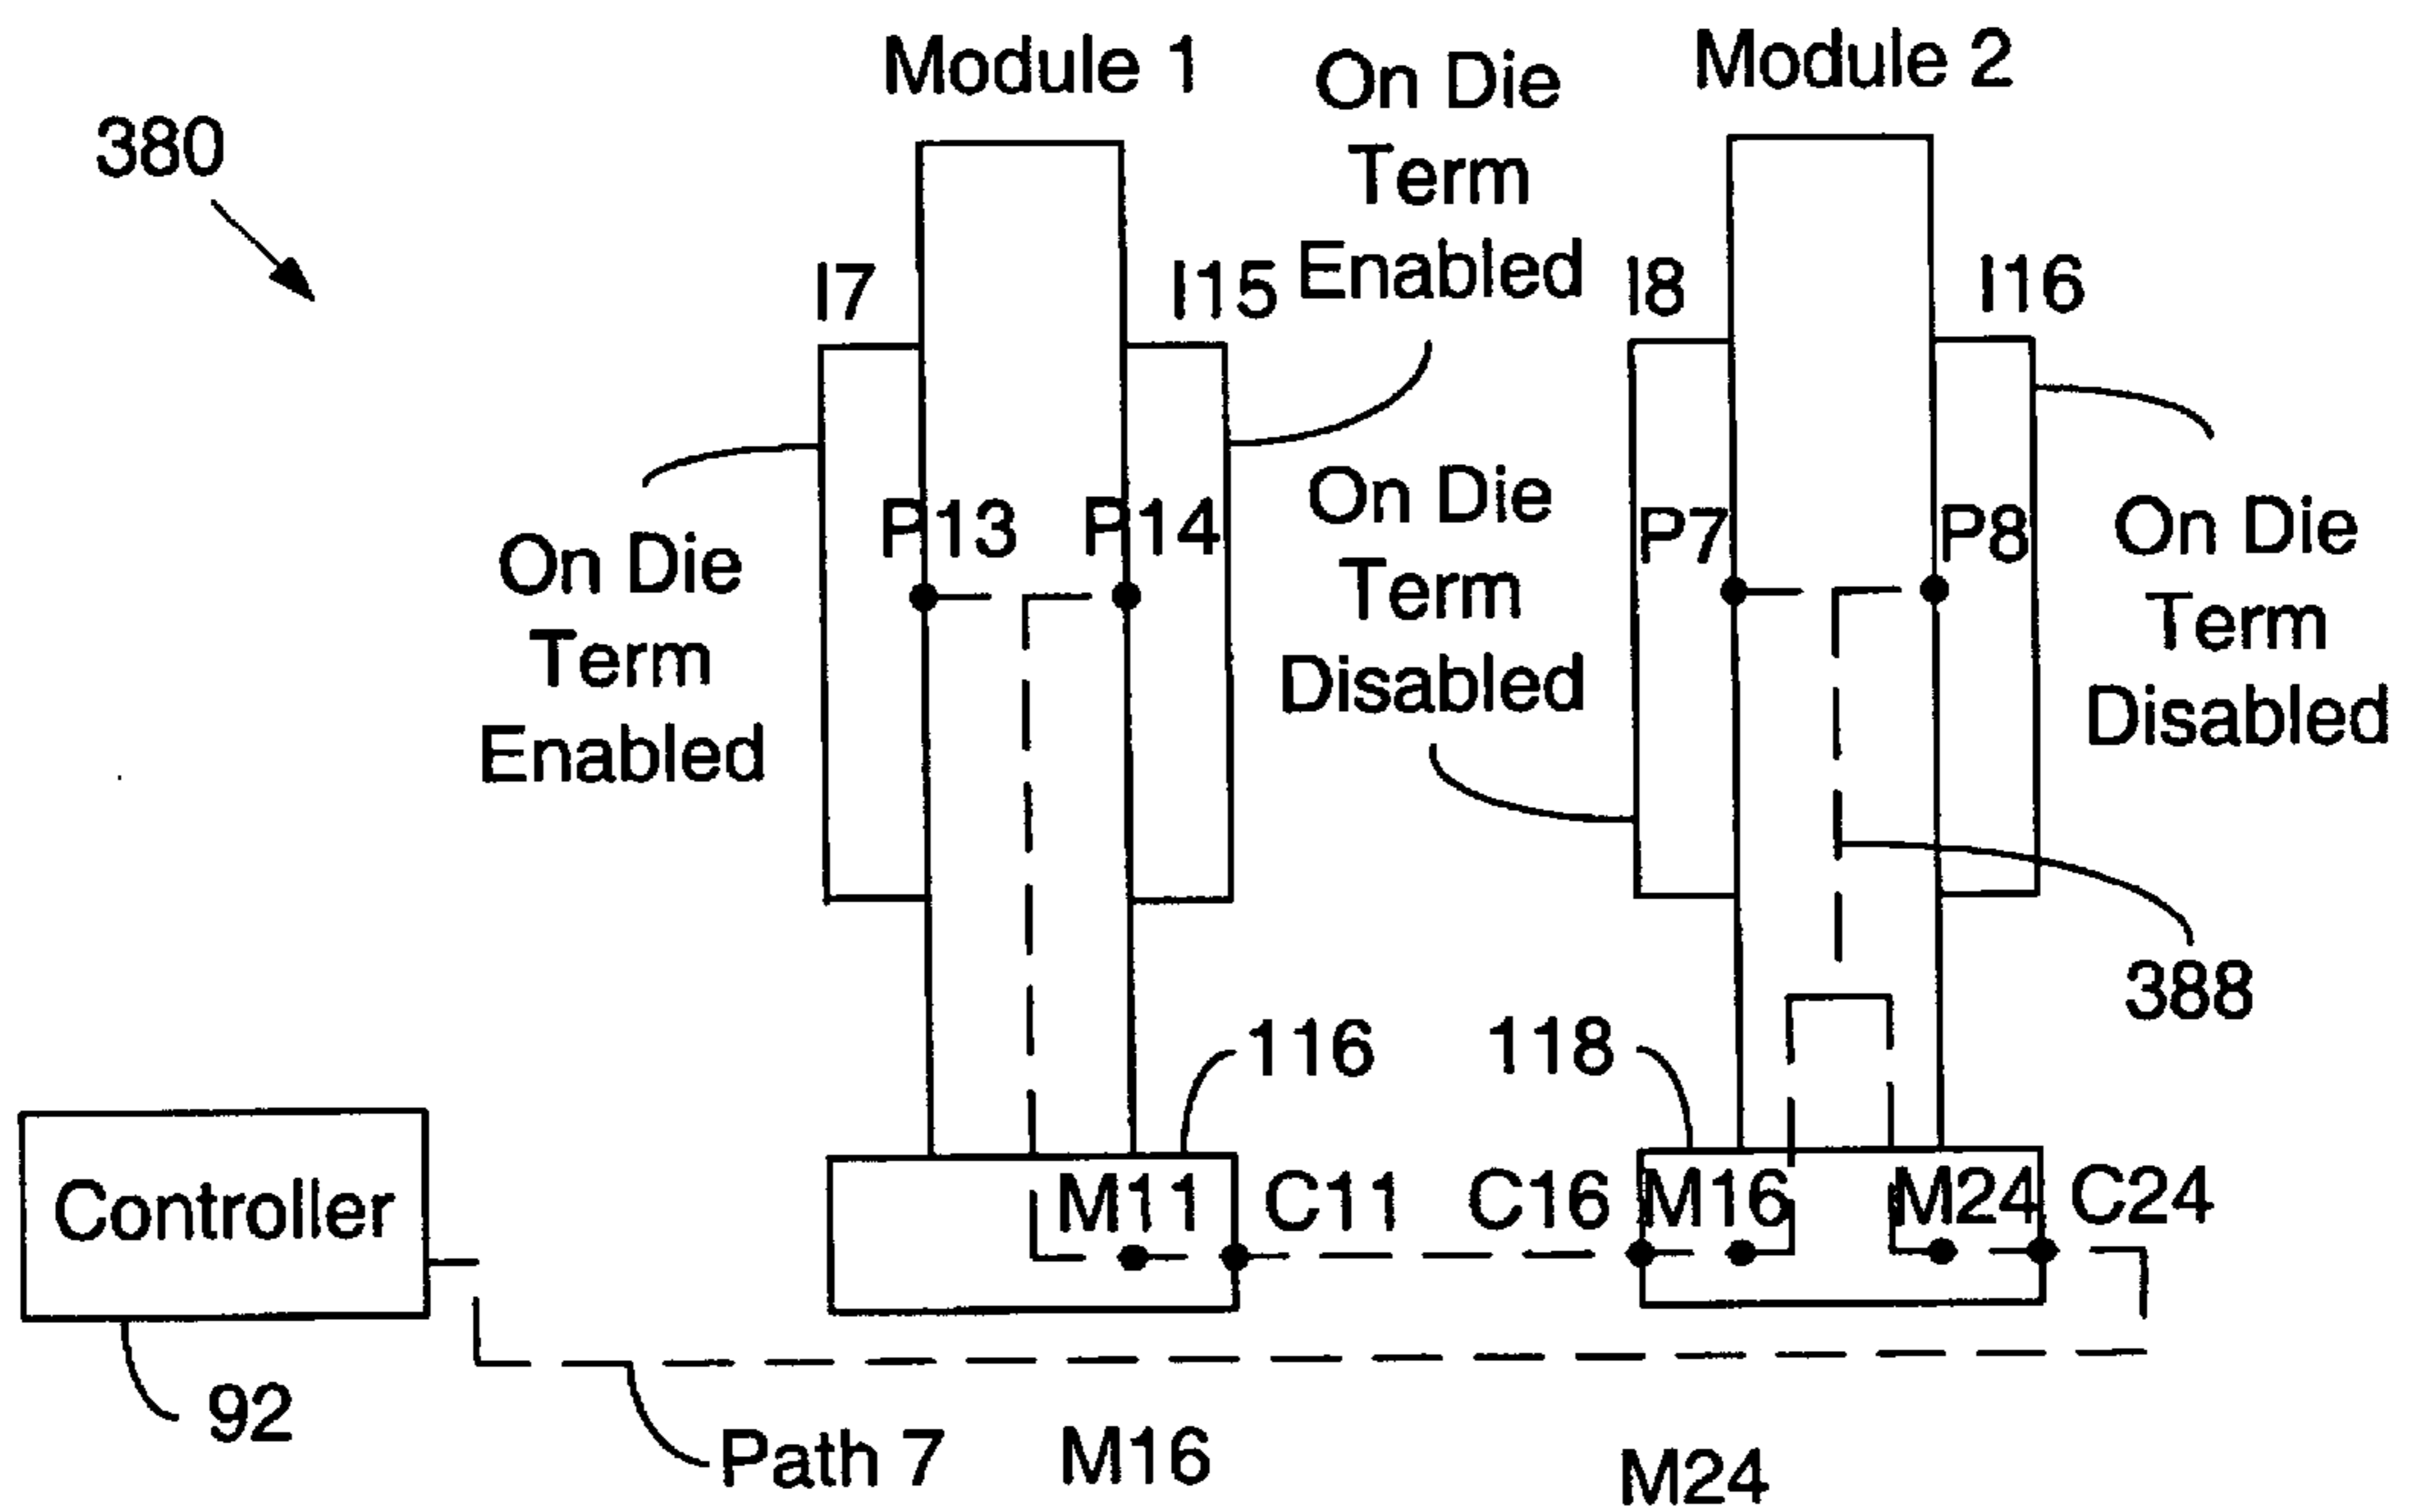 Module 1
On Die
Term
Enabled
Module 2
380
I7
I15
I8
I16
On Die
Term
Enabled
P13
P14
On Die
Term
Disabled
P7
P8
On Die
Term
Disabled
388
116
118
Controller
M11
C11
C16
M16
M24
C24
92
Path 7
M16
M24